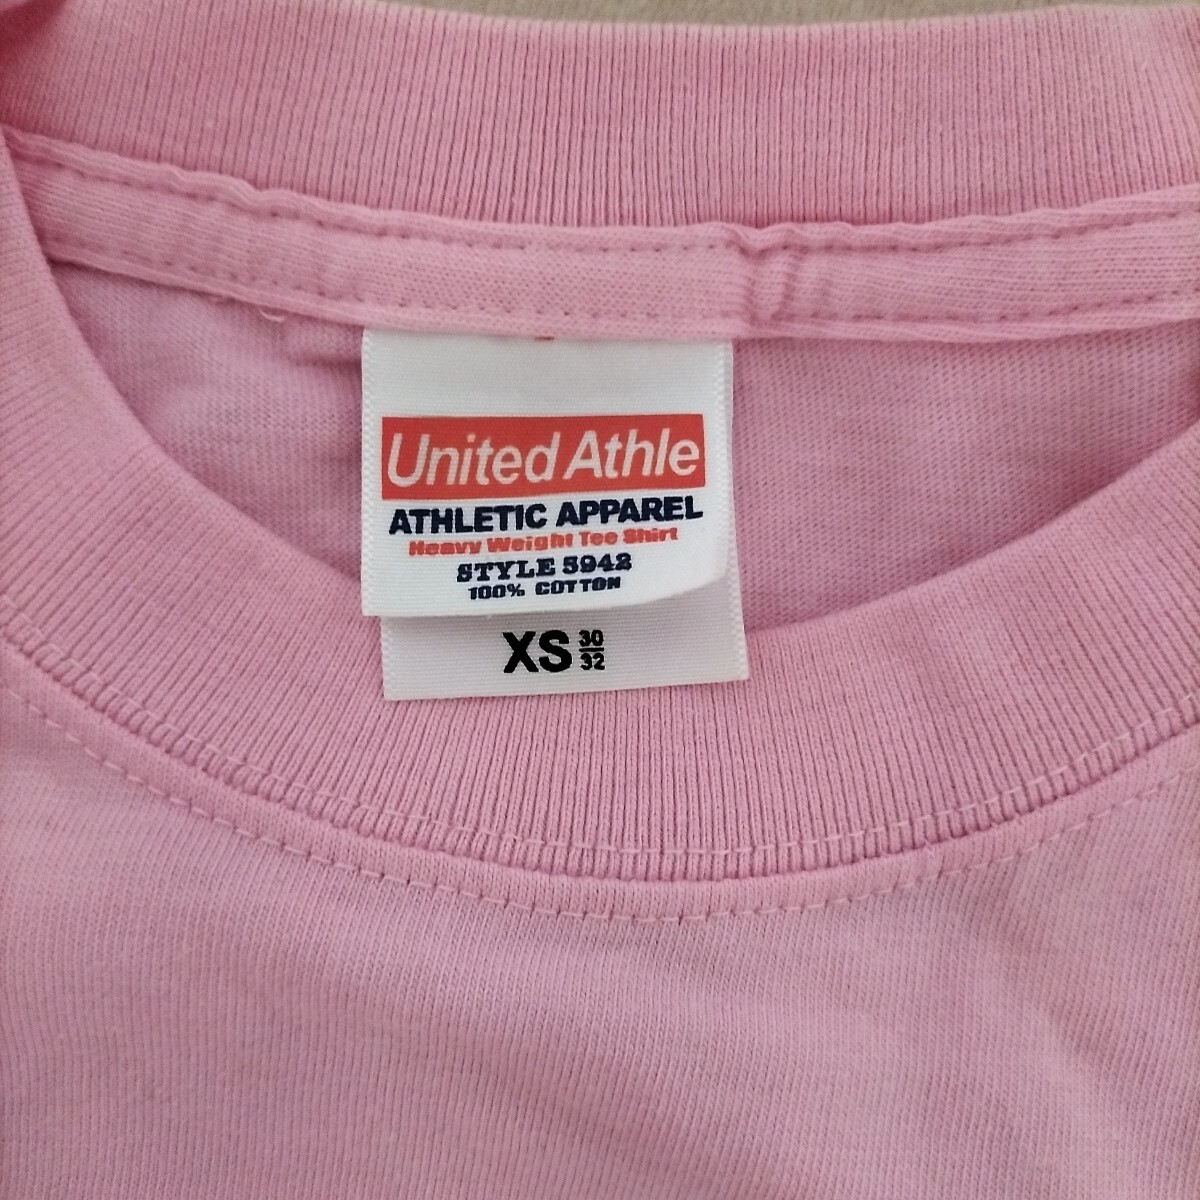 United Athle
ATHLETIC APPAREL
Heavy Weight Tee Shirt
STYLE 5942
100% COTTON
XS 30
32